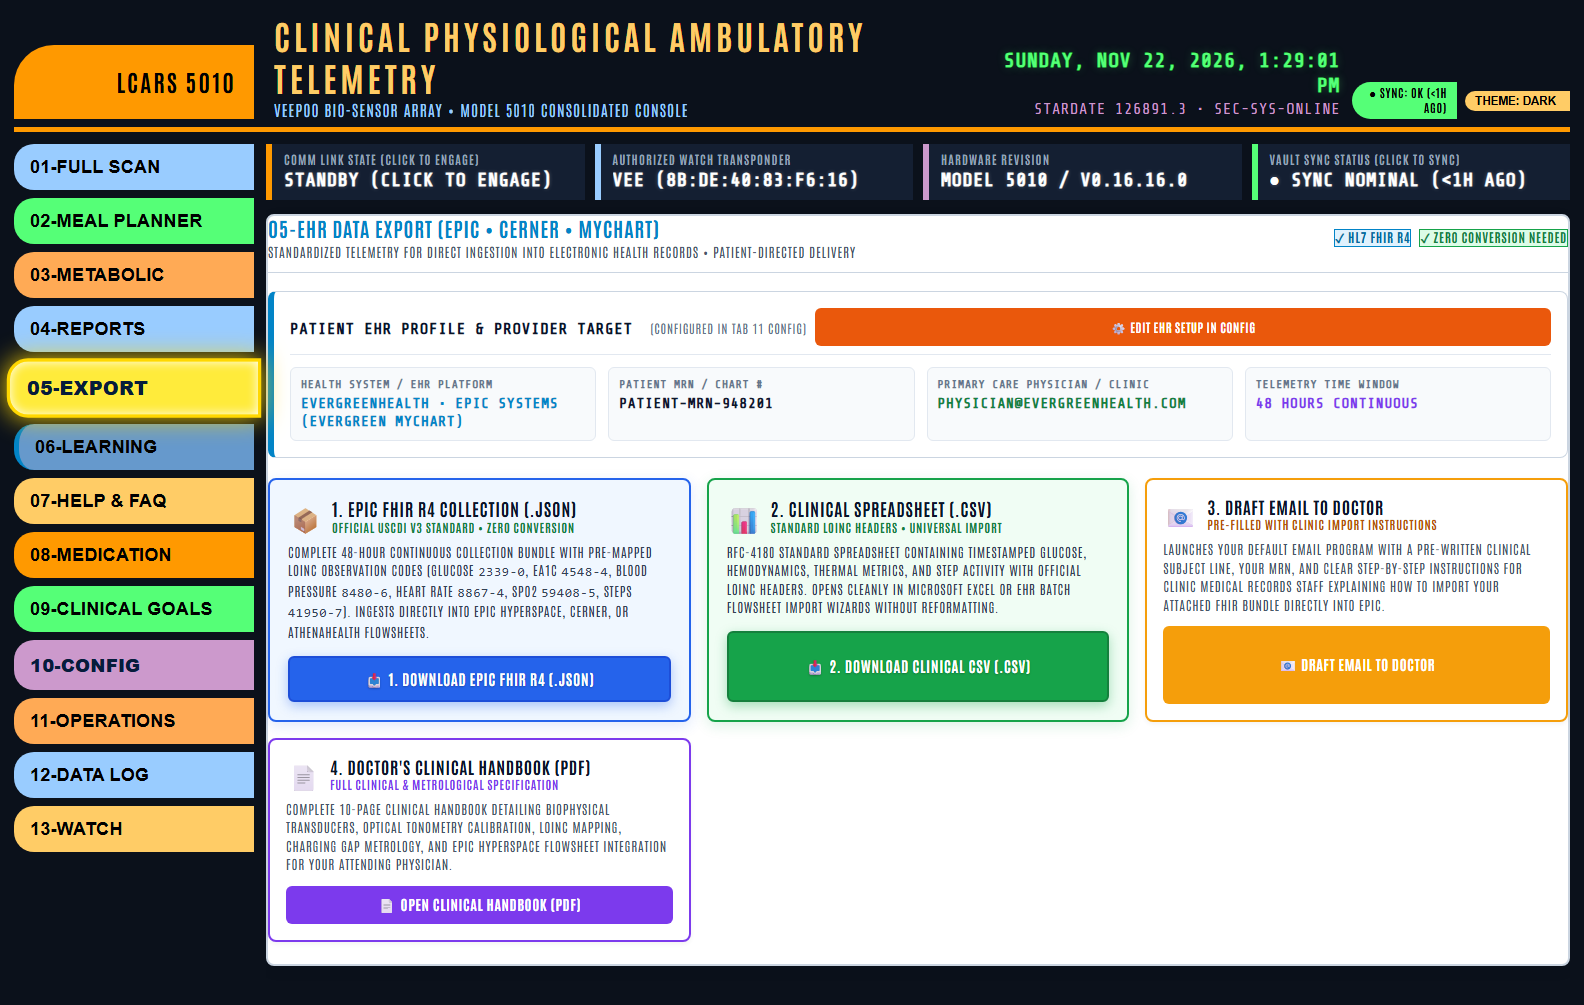 LCARS 5010
CLINICAL PHYSIOLOGICAL AMBULATORY
TELEMETRY
VEEPOO BIO-SENSOR ARRAY • MODEL 5010 CONSOLIDATED CONSOLE
SUNDAY, NOV 22, 2026, 1:29:01
PM
STARDATE 126891.3 · SEC-SYS-ONLINE
● SYNC: OK (<1H
AGO)
THEME: DARK
01-FULL SCAN
02-MEAL PLANNER
03-METABOLIC
04-REPORTS
05-EXPORT
06-LEARNING
07-HELP & FAQ
08-MEDICATION
09-CLINICAL GOALS
10-CONFIG
11-OPERATIONS
12-DATA LOG
13-WATCH
COMM LINK STATE (CLICK TO ENGAGE)
STANDBY (CLICK TO ENGAGE)
AUTHORIZED WATCH TRANSPONDER
VEE (8B:DE:40:83:F6:16)
HARDWARE REVISION
MODEL 5010 / V0.16.16.0
VAULT SYNC STATUS (CLICK TO SYNC)
● SYNC NOMINAL (<1H AGO)
05-EHR DATA EXPORT (EPIC • CERNER • MYCHART)
STANDARDIZED TELEMETRY FOR DIRECT INGESTION INTO ELECTRONIC HEALTH RECORDS • PATIENT-DIRECTED DELIVERY
✓ HL7 FHIR R4
✓ ZERO CONVERSION NEEDED
PATIENT EHR PROFILE & PROVIDER TARGET
(CONFIGURED IN TAB 11 CONFIG)
⚙️ EDIT EHR SETUP IN CONFIG
HEALTH SYSTEM / EHR PLATFORM
EVERGREENHEALTH · EPIC SYSTEMS
(EVERGREEN MYCHART)
PATIENT MRN / CHART #
PATIENT-MRN-948201
PRIMARY CARE PHYSICIAN / CLINIC
PHYSICIAN@EVERGREENHEALTH.COM
TELEMETRY TIME WINDOW
48 HOURS CONTINUOUS
1. EPIC FHIR R4 COLLECTION (.JSON)
OFFICIAL USCDI V3 STANDARD • ZERO CONVERSION
COMPLETE 48-HOUR CONTINUOUS COLLECTION BUNDLE WITH PRE-MAPPED
LOINC OBSERVATION CODES (GLUCOSE 2339-0, EA1C 4548-4, BLOOD
PRESSURE 8480-6, HEART RATE 8867-4, SPO2 59408-5, STEPS
41950-7). INGESTS DIRECTLY INTO EPIC HYPERSPACE, CERNER, OR
ATHENAHEALTH FLOWSHEETS.
1. DOWNLOAD EPIC FHIR R4 (.JSON)
2. CLINICAL SPREADSHEET (.CSV)
STANDARD LOINC HEADERS • UNIVERSAL IMPORT
RFC-4180 STANDARD SPREADSHEET CONTAINING TIMESTAMPED GLUCOSE,
HEMODYNAMICS, THERMAL METRICS, AND STEP ACTIVITY WITH OFFICIAL
LOINC HEADERS. OPENS CLEANLY IN MICROSOFT EXCEL OR EHR BATCH
FLOWSHEET IMPORT WIZARDS WITHOUT REFORMATTING.
2. DOWNLOAD CLINICAL CSV (.CSV)
3. DRAFT EMAIL TO DOCTOR
PRE-FILLED WITH CLINIC IMPORT INSTRUCTIONS
LAUNCHES YOUR DEFAULT EMAIL PROGRAM WITH A PRE-WRITTEN CLINICAL
SUBJECT LINE, YOUR MRN, AND CLEAR STEP-BY-STEP INSTRUCTIONS FOR
CLINIC MEDICAL RECORDS STAFF EXPLAINING HOW TO IMPORT YOUR
ATTACHED FHIR BUNDLE DIRECTLY INTO EPIC.
DRAFT EMAIL TO DOCTOR
4. DOCTOR'S CLINICAL HANDBOOK (PDF)
FULL CLINICAL & METROLOGICAL SPECIFICATION
COMPLETE 10-PAGE CLINICAL HANDBOOK DETAILING BIOPHYSICAL
TRANSDUCERS, OPTICAL TONOMETRY CALIBRATION, LOINC MAPPING,
CHARGING GAP METROLOGY, AND EPIC HYPERSPACE FLOWSHEET INTEGRATION
FOR YOUR ATTENDING PHYSICIAN.
OPEN CLINICAL HANDBOOK (PDF)